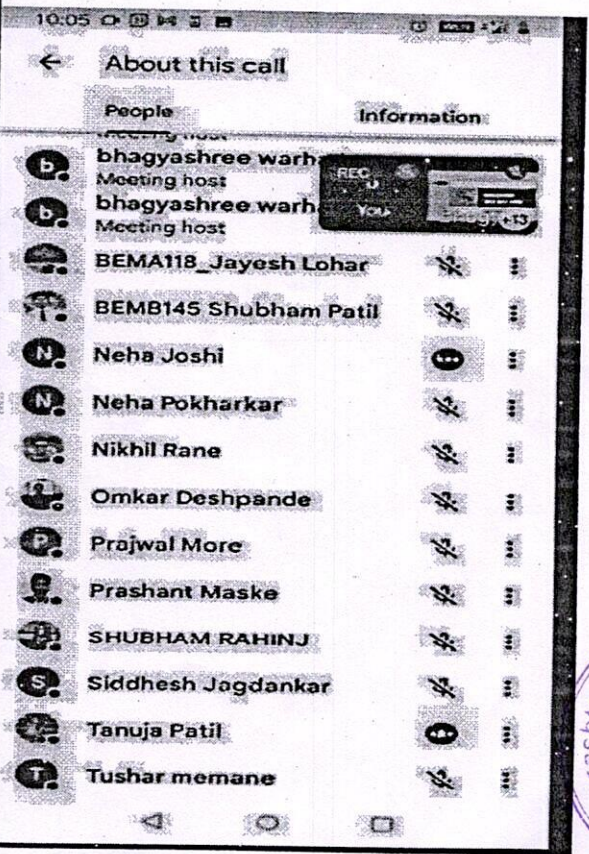 10:05
About this call
People Information
bhagyashree warh
Meeting host
REC
You
+13
bhagyashree warh
Meeting host
BEMA118_Jayesh Lohar
BEMB145 Shubham Patil
Neha Joshi
Neha Pokharkar
Nikhil Rane
Omkar Deshpande
Prajwal More
Prashant Maske
SHUBHAM RAHINJ
Siddhesh Jagdankar
Tanuja Patil
Tushar memane